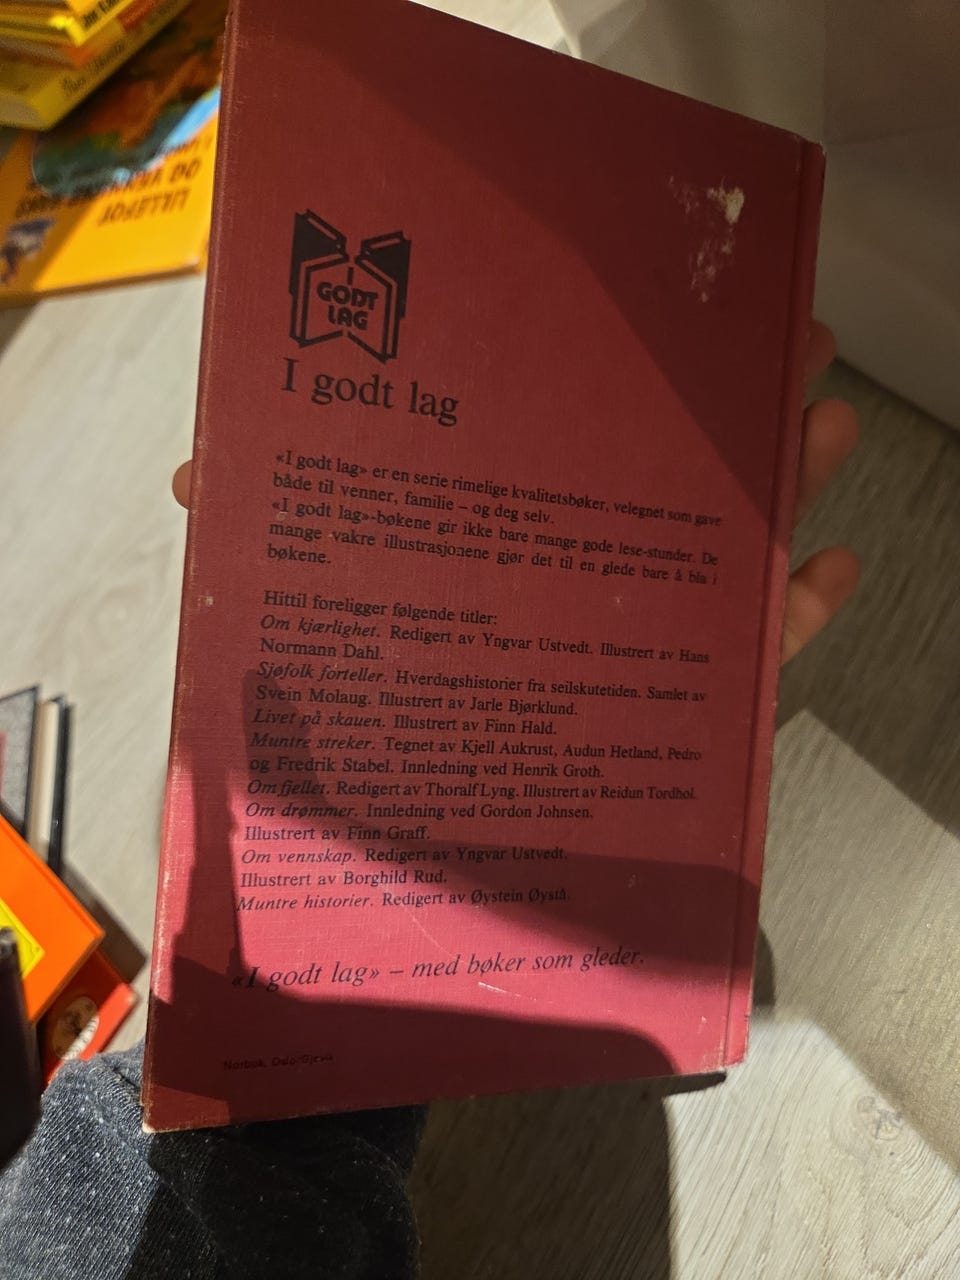 I
GODT
LAG
I godt lag
«I godt lag» er en serie rimelige kvalitetsbøker, velegnet som gave
både til venner, familie – og deg selv.
«I godt lag»-bøkene gir ikke bare mange gode lese-stunder. De
mange vakre illustrasjonene gjør det til en glede bare å bla i
bøkene.
Hittil foreligger følgende titler:
Om kjærlighet. Redigert av Yngvar Ustvedt. Illustrert av Hans
Normann Dahl.
Sjøfolk forteller. Hverdagshistorier fra seilskutetiden. Samlet av
Svein Molaug. Illustrert av Jarle Bjørklund.
Livet på skauen. Illustrert av Finn Hald.
Muntre streker. Tegnet av Kjell Aukrust, Audun Hetland, Pedro
og Fredrik Stabel. Innledning ved Henrik Groth.
Om fjellet. Redigert av Thoralf Lyng. Illustrert av Reidun Tordhol.
Om drømmer. Innledning ved Gordon Johnsen.
Illustrert av Finn Graff.
Om vennskap. Redigert av Yngvar Ustvedt.
Illustrert av Borghild Rud.
Muntre historier. Redigert av Øystein Øystå.
«I godt lag» – med bøker som gleder.
Norbok, Oslo/Gjøvik
LILLEFOT
OG